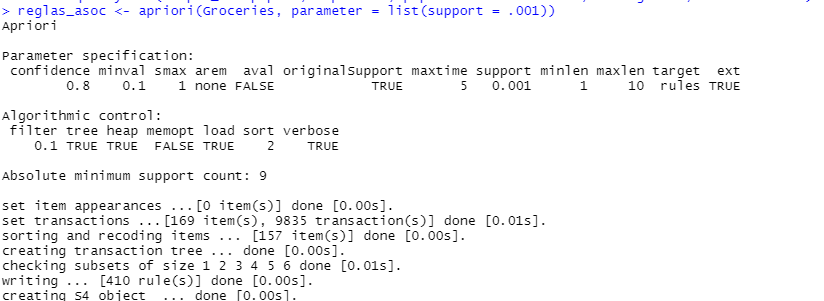 > reglas_asoc <- apriori(Groceries, parameter = list(support = .001))
Apriori
Parameter specification:
confidence minval smax arem aval originalSupport maxtime support minlen maxlen target ext
0.8 0.1 1 none FALSE TRUE 5 0.001 1 10 rules TRUE
Algorithmic control:
filter tree heap memopt load sort verbose
0.1 TRUE TRUE FALSE TRUE 2 TRUE
Absolute minimum support count: 9
set item appearances ...[0 item(s)] done [0.00s].
set transactions ...[169 item(s), 9835 transaction(s)] done [0.01s].
sorting and recoding items ... [157 item(s)] done [0.00s].
creating transaction tree ... done [0.00s].
checking subsets of size 1 2 3 4 5 6 done [0.01s].
writing ... [410 rule(s)] done [0.00s].
creating S4 object ... done [0.00s].